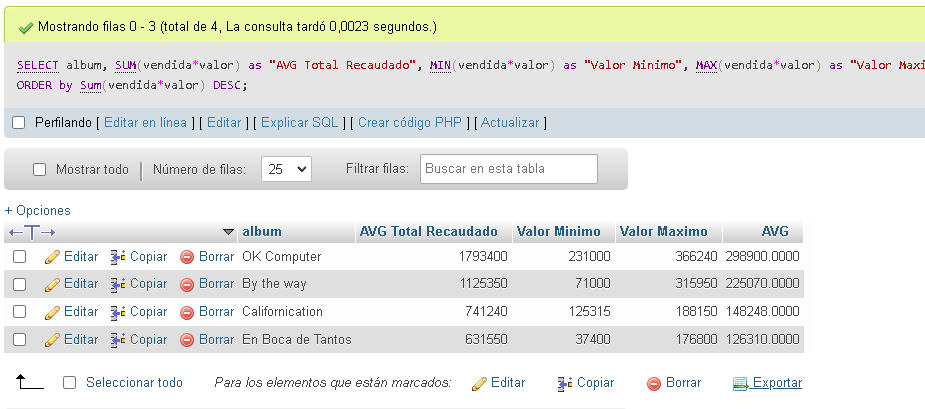 Mostrando filas 0 - 3 (total de 4, La consulta tardó 0,0023 segundos.)
SELECT album, SUM(vendida*valor) as "AVG Total Recaudado", MIN(vendida*valor) as "Valor Minimo", MAX(vendida*valor) as "Valor Maxi
ORDER by Sum(vendida*valor) DESC;
Perfilando [ Editar en línea ] [ Editar ] [ Explicar SQL ] [ Crear código PHP ] [ Actualizar ]
Mostrar todo Número de filas: 25 Filtrar filas: Buscar en esta tabla
+ Opciones
←T→ album AVG Total Recaudado Valor Minimo Valor Maximo AVG
Editar Copiar Borrar OK Computer 1793400 231000 366240 298900.0000
Editar Copiar Borrar By the way 1125350 71000 315950 225070.0000
Editar Copiar Borrar Californication 741240 125315 188150 148248.0000
Editar Copiar Borrar En Boca de Tantos 631550 37400 176800 126310.0000
Seleccionar todo Para los elementos que están marcados: Editar Copiar Borrar Exportar